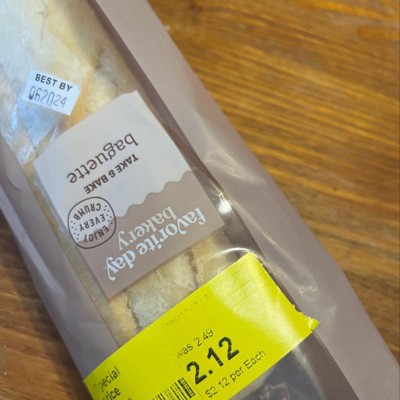 BEST BY
062024
TAKE & BAKE
baguette
favorite day
bakery
ENJOY
EVERY
CRUMB
Special
Price
was 2.49
2.12
$2.12 per Each